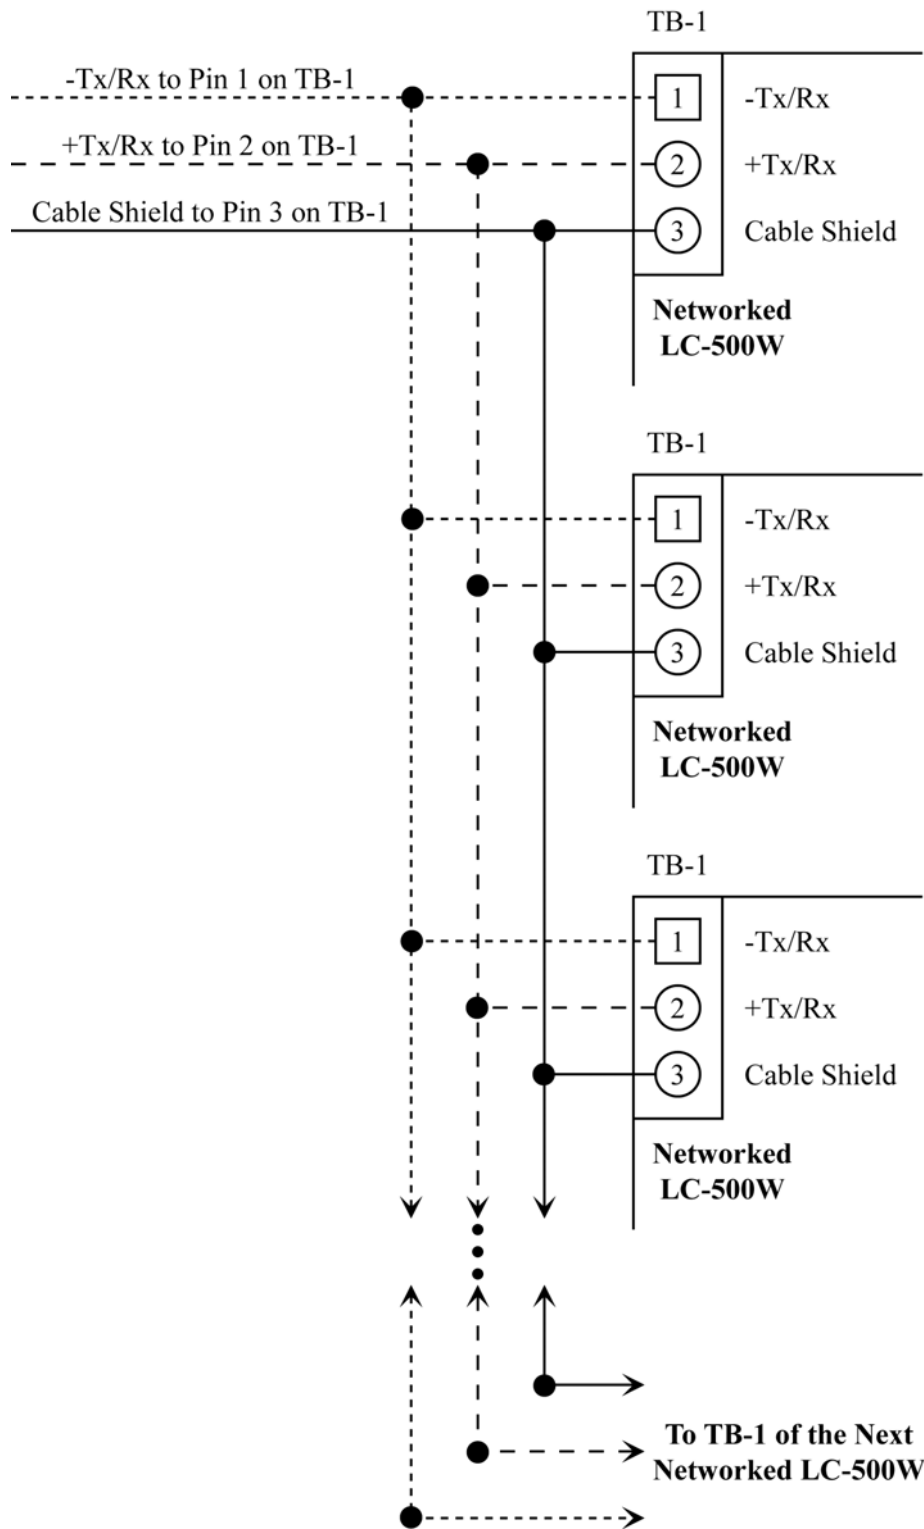 TB-1
-Tx/Rx to Pin 1 on TB-1
1 -Tx/Rx
+Tx/Rx to Pin 2 on TB-1
2 +Tx/Rx
Cable Shield to Pin 3 on TB-1
3 Cable Shield
Networked
LC-500W
TB-1
1 -Tx/Rx
2 +Tx/Rx
3 Cable Shield
Networked
LC-500W
TB-1
1 -Tx/Rx
2 +Tx/Rx
3 Cable Shield
Networked
LC-500W
To TB-1 of the Next
Networked LC-500W